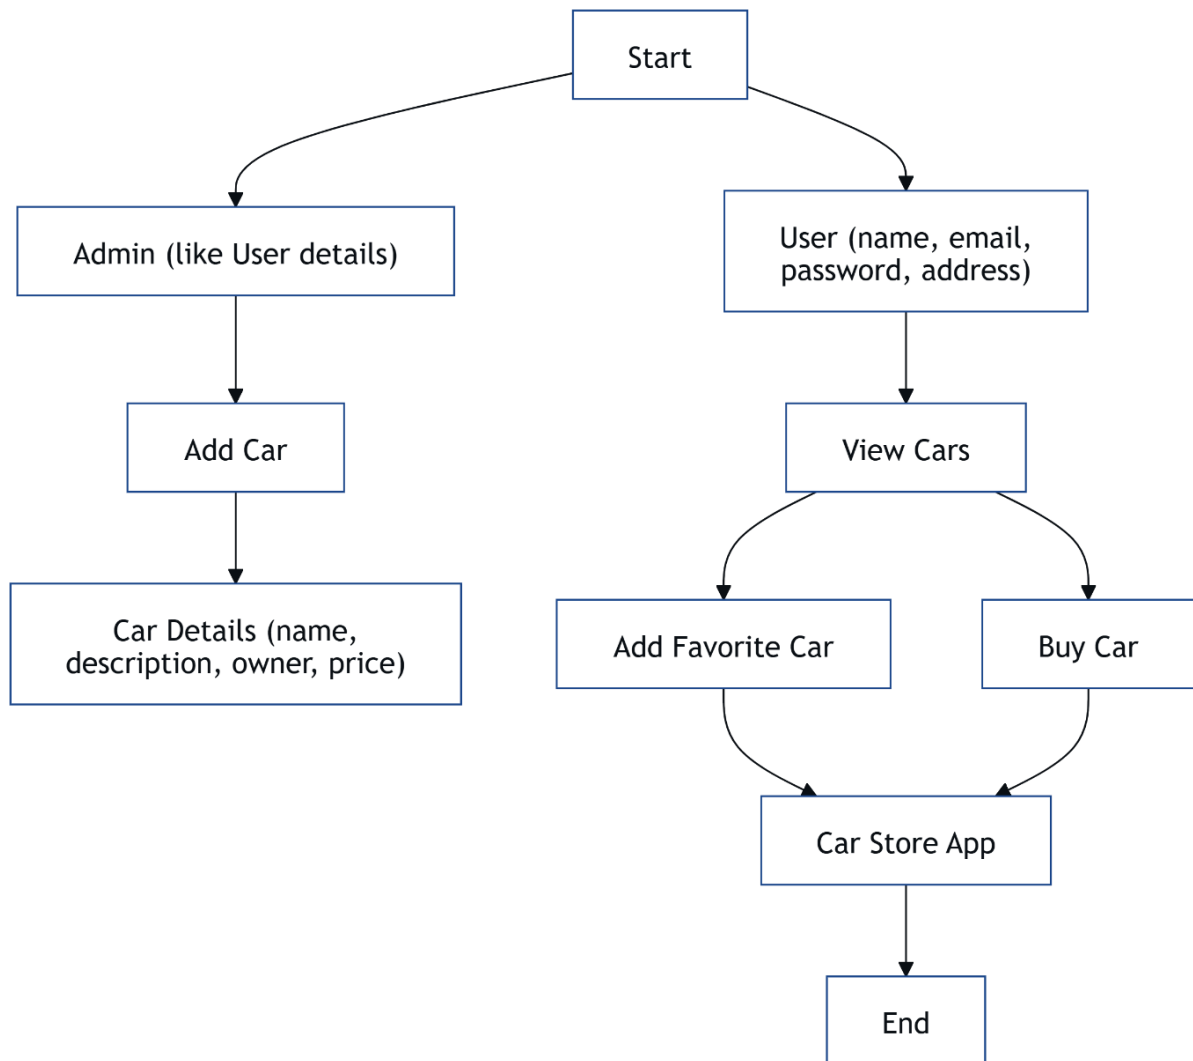 Start
Admin (like User details)
User (name, email,
password, address)
Add Car
View Cars
Car Details (name,
description, owner, price)
Add Favorite Car
Buy Car
Car Store App
End